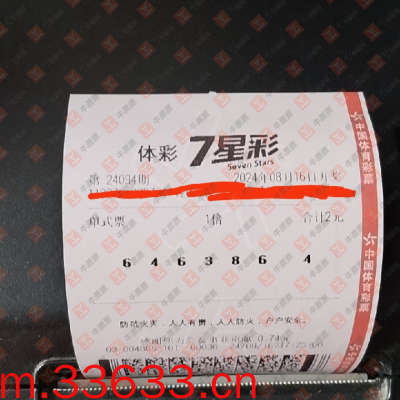 体彩 7星彩
Seven Stars
第 24094期 2024年08月16日开奖
单式票 1倍 合计2元
6 4 6 3 8 6 4
防范火灾,人人有责,人人防火,户户安全。
中国体育彩票
中国体育彩票
m.33633.cn